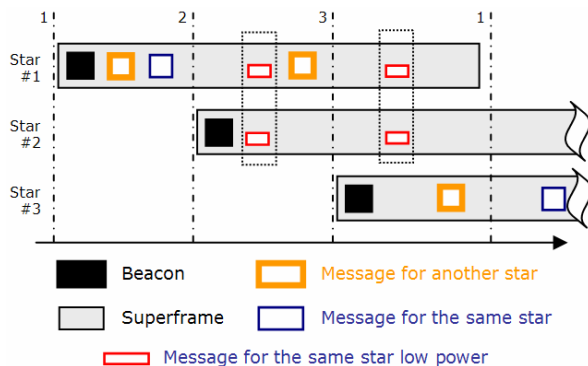 1 2 3 1
Star
#1
Star
#2
Star
#3
Beacon
Message for another star
Superframe
Message for the same star
Message for the same star low power